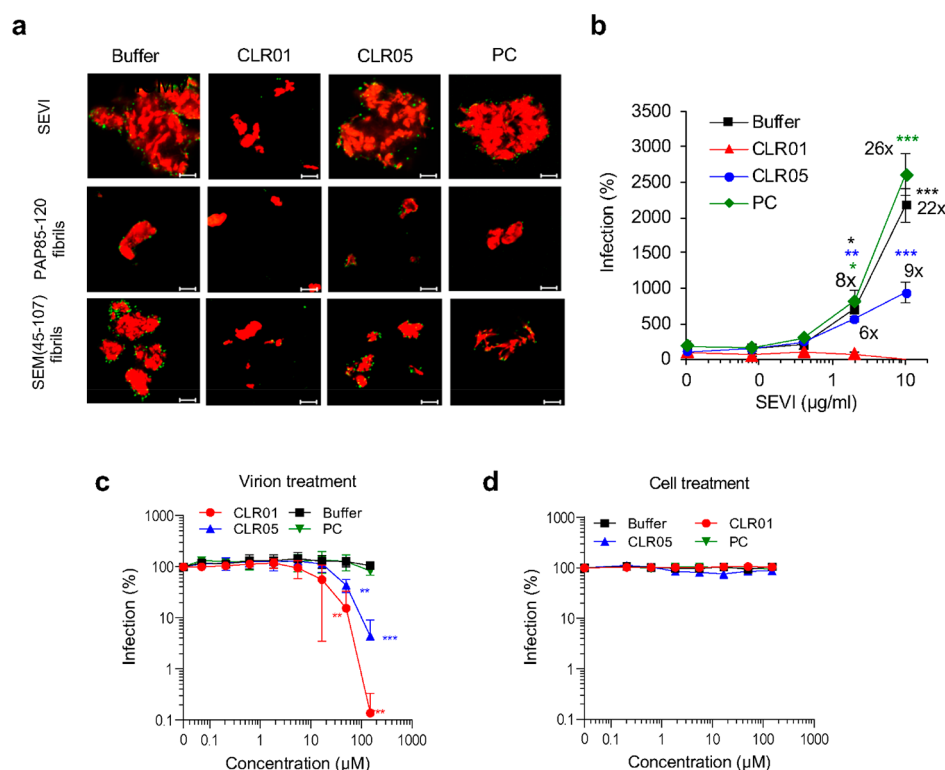 a
Buffer CLR01 CLR05 PC
SEVI
PAP85-120
fibrils
SEM(45-107)
fibrils
b
Infection (%)
3500
3000
2500
2000
1500
1000
500
0
Buffer
CLR01
CLR05
PC
26x
***
***
22x
*
**
*
8x
***
9x
6x
0 0 1 10
SEVI (µg/ml)
c
Virion treatment
CLR01 Buffer
CLR05 PC
Infection (%)
1000
100
10
1
0.1
**
***
**
**
0 0.1 1 10 100 1000
Concentration (µM)
d
Cell treatment
Buffer CLR01
CLR05 PC
Infection (%)
1000
100
10
1
0.1
0 0.1 1 10 100 1000
Concentration (µM)